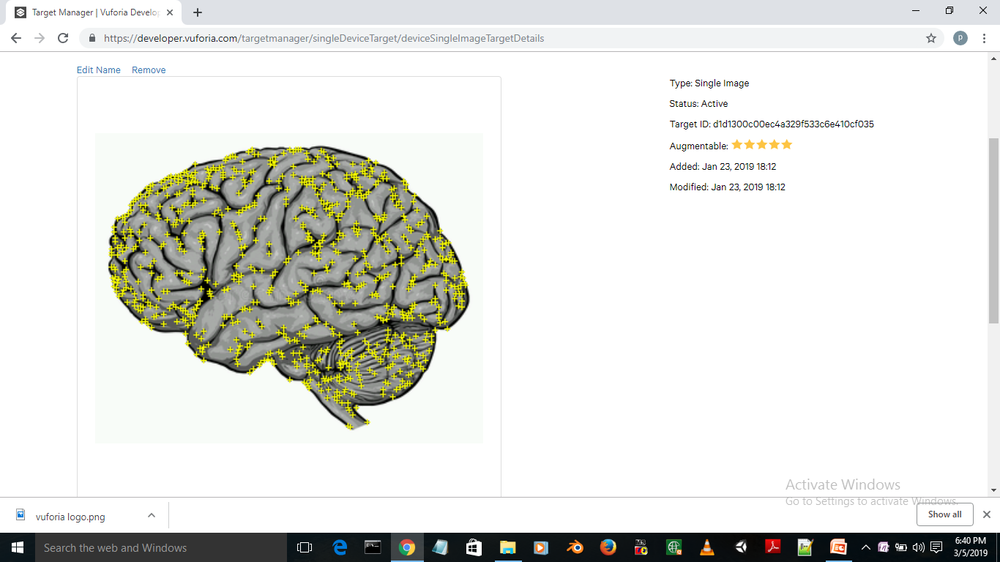 Target Manager | Vuforia Develop
https://developer.vuforia.com/targetmanager/singleDeviceTarget/deviceSingleImageTargetDetails
P
Edit Name Remove
Type: Single Image
Status: Active
Target ID: d1d1300c00ec4a329f533c6e410cf035
Augmentable:
Added: Jan 23, 2019 18:12
Modified: Jan 23, 2019 18:12
Activate Windows
Go to Settings to activate Windows.
vuforia logo.png
Show all
Search the web and Windows
6:40 PM
3/5/2019